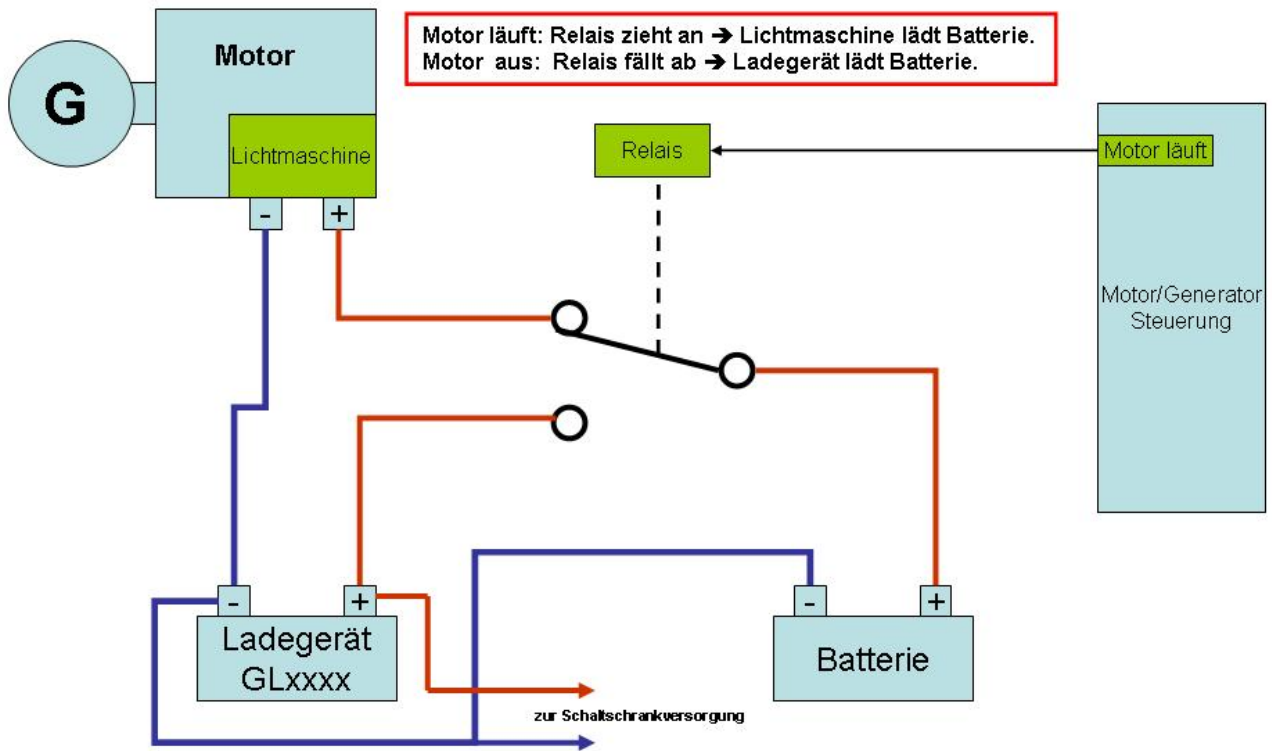 Motor läuft: Relais zieht an ➔ Lichtmaschine lädt Batterie.
Motor aus: Relais fällt ab ➔ Ladegerät lädt Batterie.
Motor
G
Lichtmaschine
- +
Relais
Motor läuft
Motor/Generator
Steuerung
- +
Ladegerät
GLxxxx
- +
Batterie
zur Schaltschrankversorgung